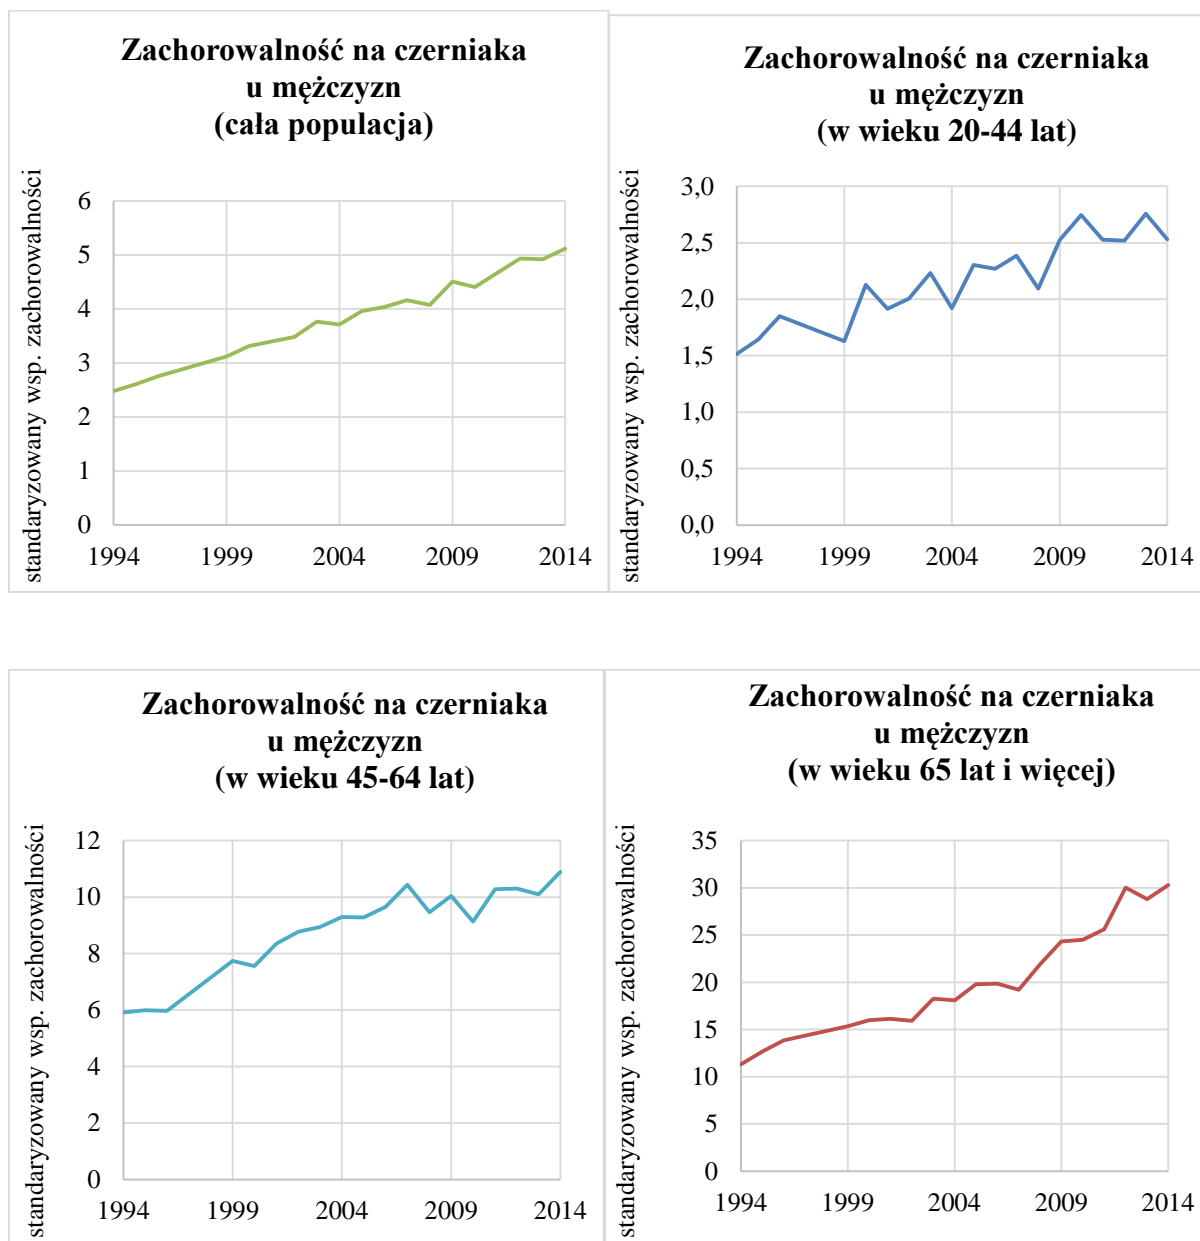 Zachorowalność na czerniaka
u mężczyzn
(cała populacja)
standaryzowany wsp. zachorowalności
6
5
4
3
2
1
0
1994 1999 2004 2009 2014
Zachorowalność na czerniaka
u mężczyzn
(w wieku 20-44 lat)
standaryzowany wsp. zachorowalności
3,0
2,5
2,0
1,5
1,0
0,5
0,0
1994 1999 2004 2009 2014
Zachorowalność na czerniaka
u mężczyzn
(w wieku 45-64 lat)
standaryzowany wsp. zachorowalności
12
10
8
6
4
2
0
1994 1999 2004 2009 2014
Zachorowalność na czerniaka
u mężczyzn
(w wieku 65 lat i więcej)
standaryzowany wsp. zachorowalności
35
30
25
20
15
10
5
0
1994 1999 2004 2009 2014